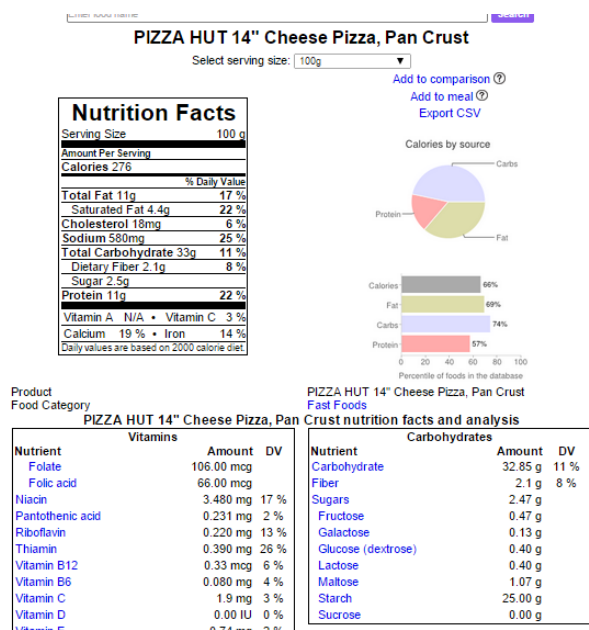 Enter food name Search
PIZZA HUT 14" Cheese Pizza, Pan Crust
Select serving size: 100g
Add to comparison ?
Add to meal ?
Export CSV
Nutrition Facts
Serving Size 100 g
Amount Per Serving
Calories 276
% Daily Value
Total Fat 11g 17 %
Saturated Fat 4.4g 22 %
Cholesterol 18mg 6 %
Sodium 580mg 25 %
Total Carbohydrate 33g 11 %
Dietary Fiber 2.1g 8 %
Sugar 2.5g
Protein 11g 22 %
Vitamin A N/A • Vitamin C 3 %
Calcium 19 % • Iron 14 %
Daily values are based on 2000 calorie diet.
Calories by source
Carbs
Protein
Fat
Calories 66%
Fat 69%
Carbs 74%
Protein 57%
0 20 40 60 80 100
Percentile of foods in the database
Product PIZZA HUT 14" Cheese Pizza, Pan Crust
Food Category Fast Foods
PIZZA HUT 14" Cheese Pizza, Pan Crust nutrition facts and analysis
Vitamins
Nutrient Amount DV
Folate 106.00 mcg
Folic acid 66.00 mcg
Niacin 3.480 mg 17 %
Pantothenic acid 0.231 mg 2 %
Riboflavin 0.220 mg 13 %
Thiamin 0.390 mg 26 %
Vitamin B12 0.33 mcg 6 %
Vitamin B6 0.080 mg 4 %
Vitamin C 1.9 mg 3 %
Vitamin D 0.00 IU 0 %
Carbohydrates
Nutrient Amount DV
Carbohydrate 32.85 g 11 %
Fiber 2.1 g 8 %
Sugars 2.47 g
Fructose 0.47 g
Galactose 0.13 g
Glucose (dextrose) 0.40 g
Lactose 0.40 g
Maltose 1.07 g
Starch 25.00 g
Sucrose 0.00 g